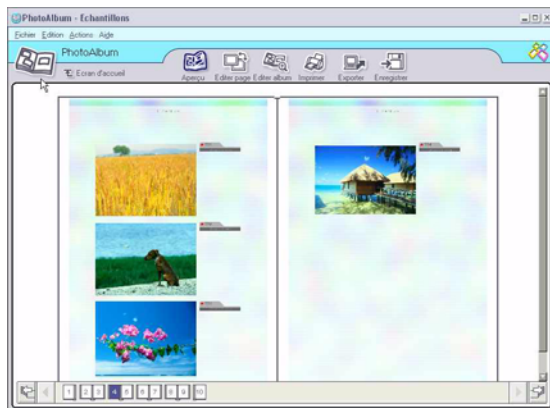 PhotoAlbum - Echantillons
Fichier Edition Actions Aide
PhotoAlbum
Ecran d'accueil
Aperçu Editer page Editer album Imprimer Exporter Enregistrer
1 2 3 4 5 6 7 8 9 10